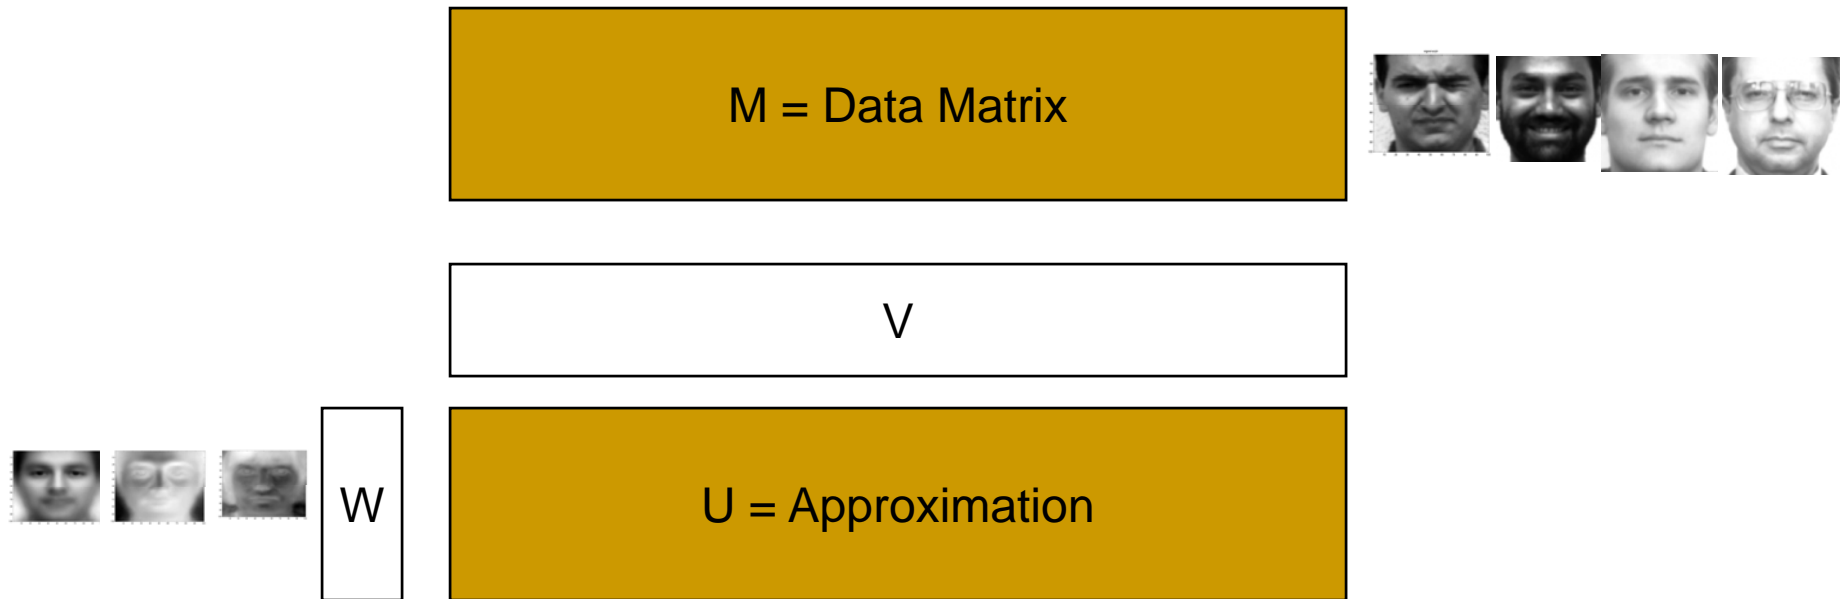 M = Data Matrix
V
W
U = Approximation